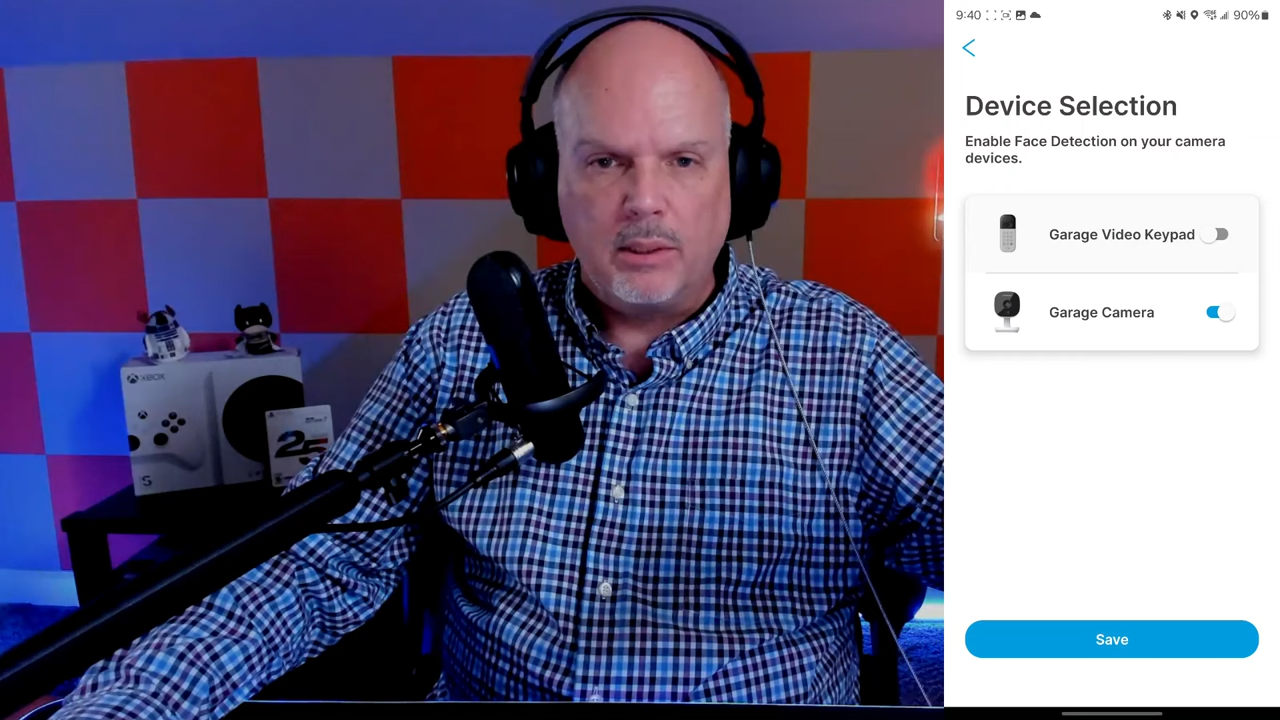 9:40
90%
Device Selection
Enable Face Detection on your camera
devices.
Garage Video Keypad
Garage Camera
Save
XBOX
S
25